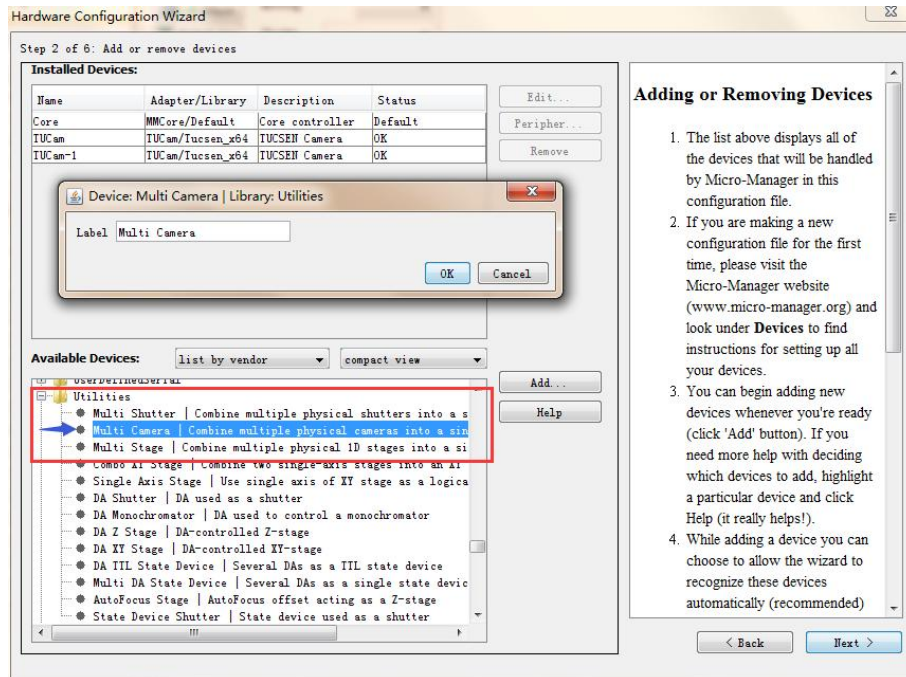 Hardware Configuration Wizard
Step 2 of 6: Add or remove devices
Installed Devices:
Name Adapter/Library Description Status
Core MMCore/Default Core controller Default
TUCam TUCam/Tucsen_x64 TUCSEN Camera OK
TUCam-1 TUCam/Tucsen_x64 TUCSEN Camera OK
Edit...
Peripher...
Remove
Device: Multi Camera | Library: Utilities
Label Multi Camera
OK Cancel
Available Devices: list by vendor compact view
UserDefinedSerial
Utilities
Multi Shutter | Combine multiple physical shutters into a s
Multi Camera | Combine multiple physical cameras into a sin
Multi Stage | Combine multiple physical 1D stages into a si
Combo XY Stage | Combine two single-axis stages into an XY
Single Axis Stage | Use single axis of XY stage as a logica
DA Shutter | DA used as a shutter
DA Monochromator | DA used to control a monochromator
DA Z Stage | DA-controlled Z-stage
DA XY Stage | DA-controlled XY-stage
DA TTL State Device | Several DAs as a TTL state device
Multi DA State Device | Several DAs as a single state devic
AutoFocus Stage | AutoFocus offset acting as a Z-stage
State Device Shutter | State device used as a shutter
Add...
Help
Adding or Removing Devices
1. The list above displays all of
the devices that will be handled
by Micro-Manager in this
configuration file.
2. If you are making a new
configuration file for the first
time, please visit the
Micro-Manager website
(www.micro-manager.org) and
look under Devices to find
instructions for setting up all
your devices.
3. You can begin adding new
devices whenever you're ready
(click 'Add' button). If you
need more help with deciding
which devices to add, highlight
a particular device and click
Help (it really helps!).
4. While adding a device you can
choose to allow the wizard to
recognize these devices
automatically (recommended)
< Back Next >